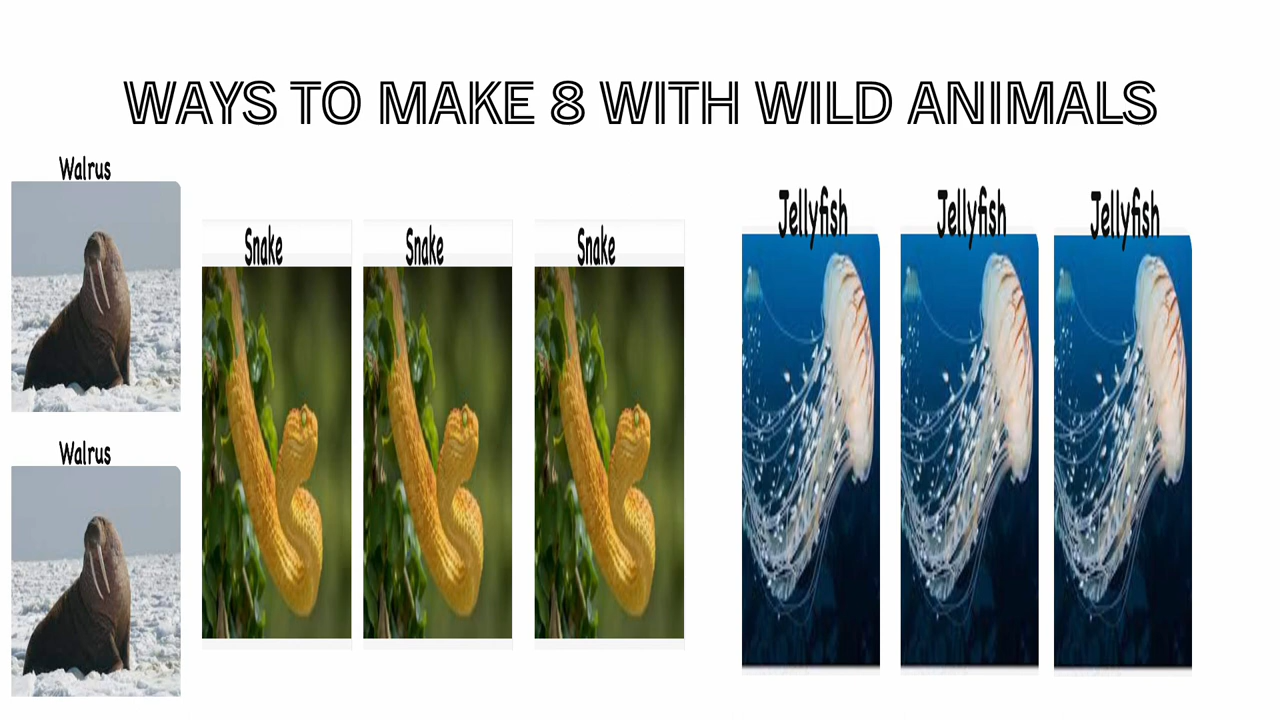 WAYS TO MAKE 8 WITH WILD ANIMALS
Walrus
Snake
Snake
Snake
Jellyfish
Jellyfish
Jellyfish
Walrus